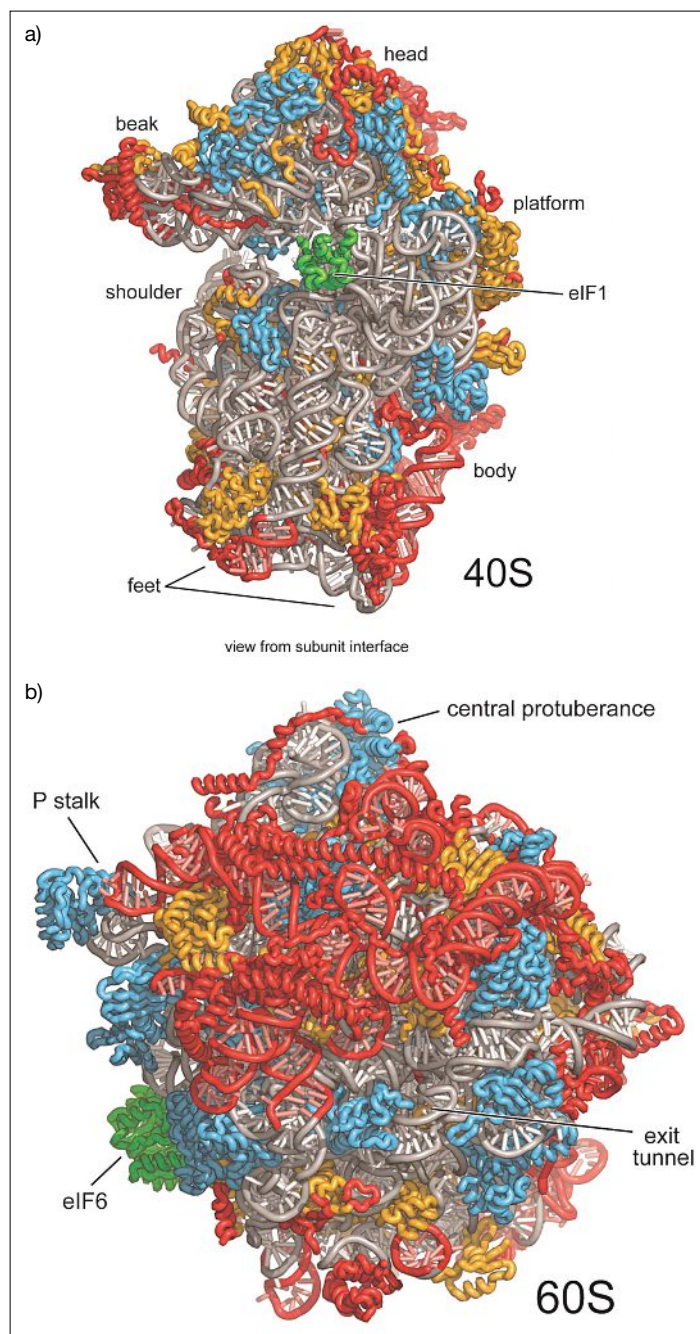 a)
head
beak
platform
shoulder
eIF1
body
feet
40S
view from subunit interface
b)
central protuberance
P stalk
exit
tunnel
eIF6
60S